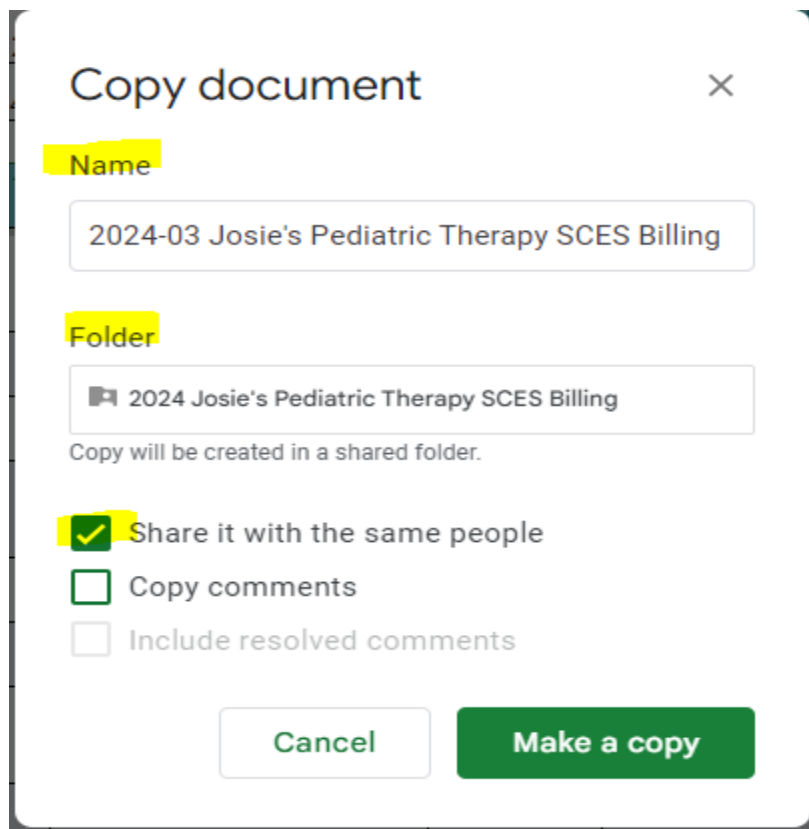 Copy document
Name
2024-03 Josie's Pediatric Therapy SCES Billing
Folder
2024 Josie's Pediatric Therapy SCES Billing
Copy will be created in a shared folder.
Share it with the same people
Copy comments
Include resolved comments
Cancel
Make a copy